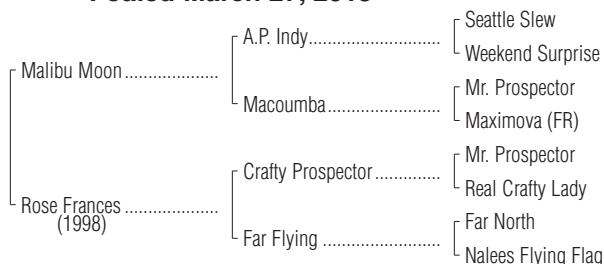 Foaled March 27,
Seattle Slew
A.P. Indy
Weekend Surprise
Malibu Moon
Mr. Prospector
Macoumba
Maximova (FR)
Mr. Prospector
Crafty Prospector
Real Crafty Lady
Rose Frances
(1998)
Far North
Far Flying
Nalees Flying Flag